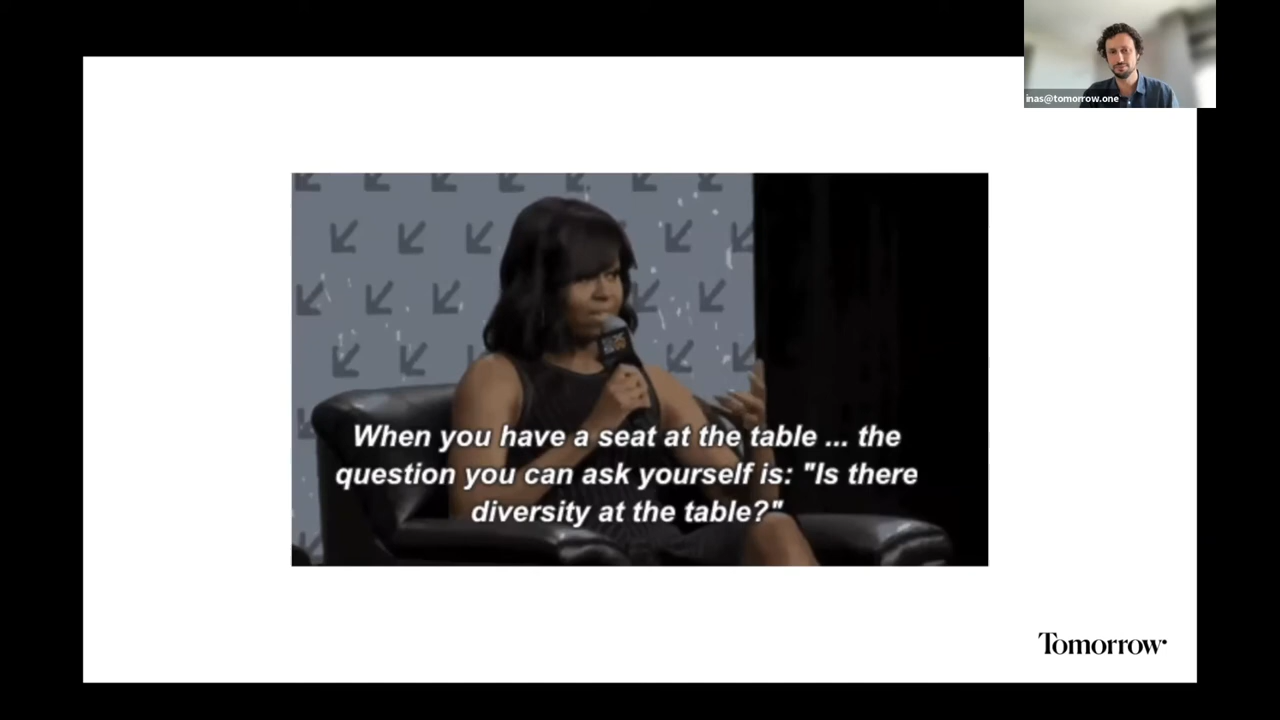 inas@tomorrow.one
When you have a seat at the table ... the
question you can ask yourself is: "Is there
diversity at the table?"
Tomorrow